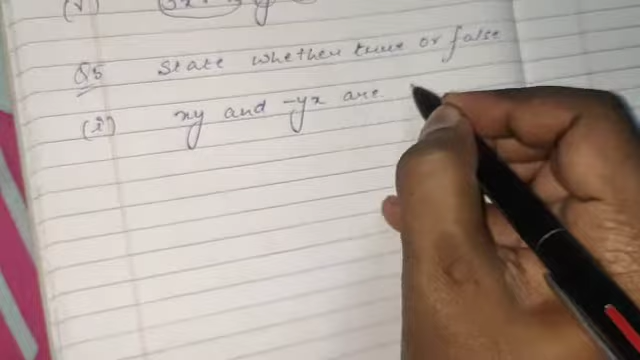 Q5 State whether true or false
(i) xy and -yx are